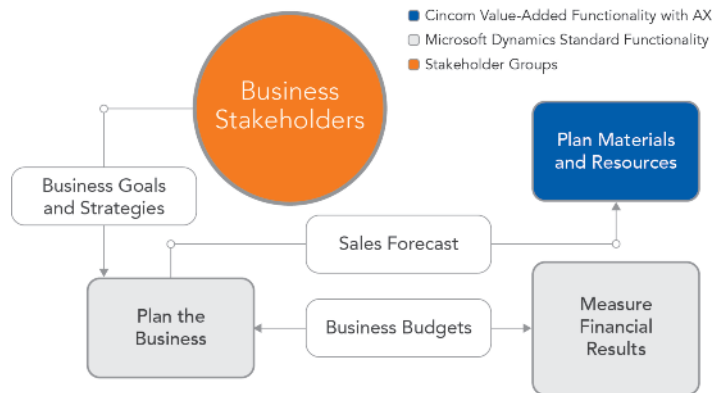 Cincom Value-Added Functionality with AX
Microsoft Dynamics Standard Functionality
Stakeholder Groups
Business
Stakeholders
Plan Materials
and Resources
Business Goals
and Strategies
Sales Forecast
Plan the
Business
Business Budgets
Measure
Financial
Results